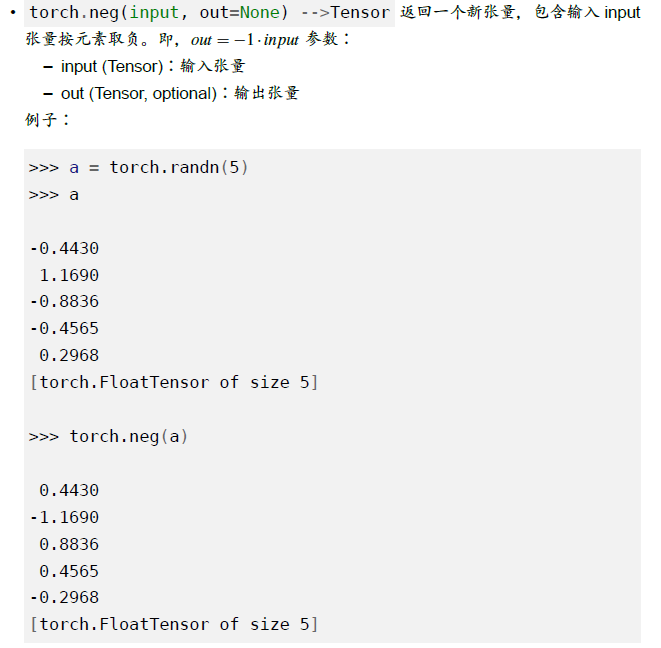 • torch.neg(input, out=None) -->Tensor 返回一个新张量，包含输入 input
张量按元素取负。即，out = −1·input 参数：
– input (Tensor)：输入张量
– out (Tensor, optional)：输出张量
例子：
>>> a = torch.randn(5)
>>> a
-0.4430
1.1690
-0.8836
-0.4565
0.2968
[torch.FloatTensor of size 5]
>>> torch.neg(a)
0.4430
-1.1690
0.8836
0.4565
-0.2968
[torch.FloatTensor of size 5]